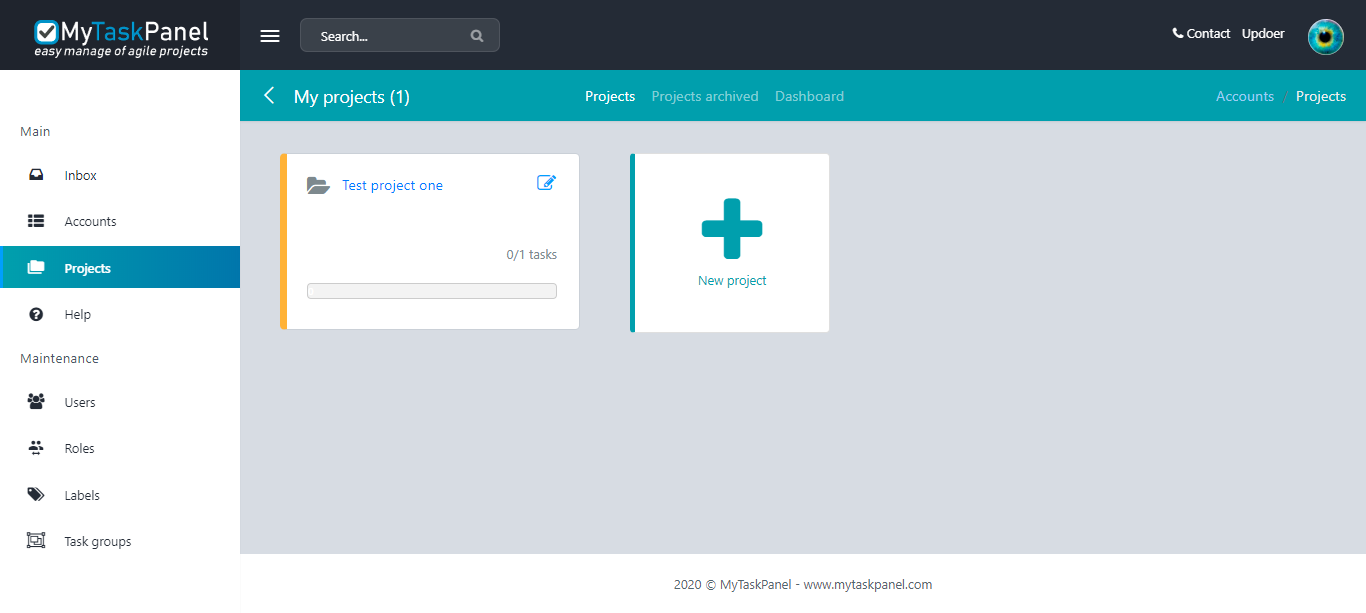 MyTaskPanel
easy manage of agile projects
Search...
Contact Updoer
My projects (1)
Projects Projects archived Dashboard
Accounts / Projects
Main
Inbox
Accounts
Projects
Help
Maintenance
Users
Roles
Labels
Task groups
Test project one
0/1 tasks
New project
2020 © MyTaskPanel - www.mytaskpanel.com